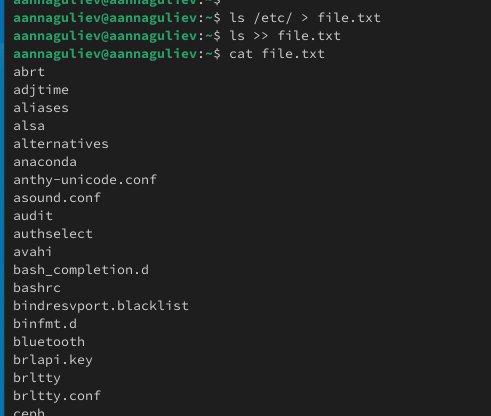 aannaguliev@aannaguliev:~$
aannaguliev@aannaguliev:~$ ls /etc/ > file.txt
aannaguliev@aannaguliev:~$ ls >> file.txt
aannaguliev@aannaguliev:~$ cat file.txt
abrt
adjtime
aliases
alsa
alternatives
anaconda
anthy-unicode.conf
asound.conf
audit
authselect
avahi
bash_completion.d
bashrc
bindresvport.blacklist
binfmt.d
bluetooth
brlapi.key
brltty
brltty.conf
ceph